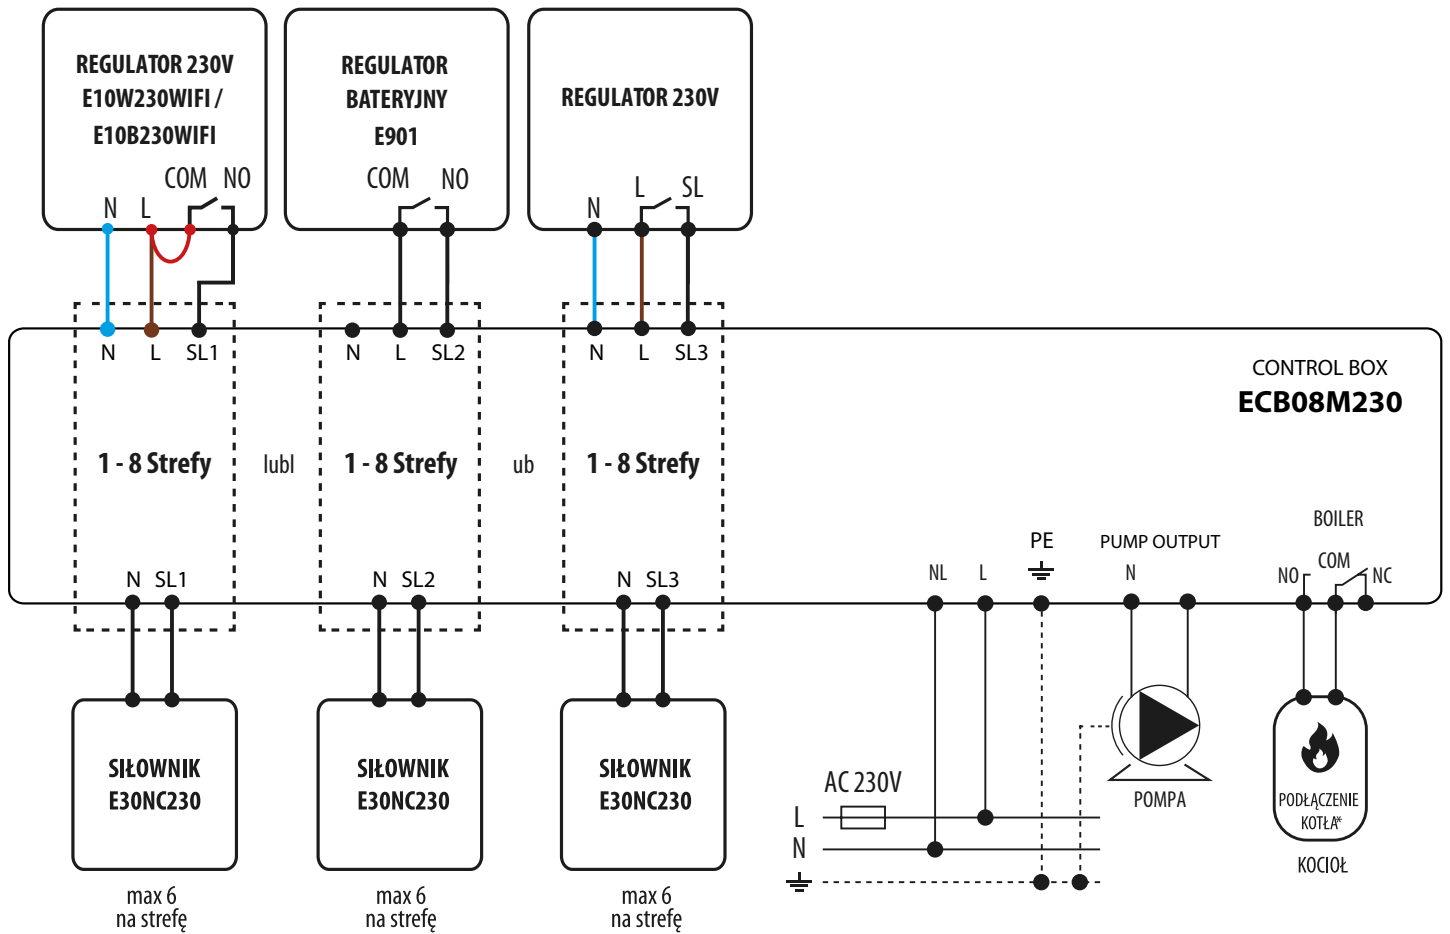 REGULATOR 230V
E10W230WIFI /
E10B230WIFI
COM NO
N L
REGULATOR
BATERYJNY
E901
COM NO
REGULATOR 230V
N L SL
N L SL1
N L SL2
N L SL3
CONTROL BOX
ECB08M230
1 - 8 Strefy
lubl
1 - 8 Strefy
ub
1 - 8 Strefy
N SL1
N SL2
N SL3
NL
L
PE
PUMP OUTPUT
N
BOILER
NO
COM
NC
SIŁOWNIK
E30NC230
max 6
na strefę
SIŁOWNIK
E30NC230
max 6
na strefę
SIŁOWNIK
E30NC230
max 6
na strefę
AC 230V
L
N
POMPA
PODŁĄCZENIE
KOTŁA*
KOCIOŁ